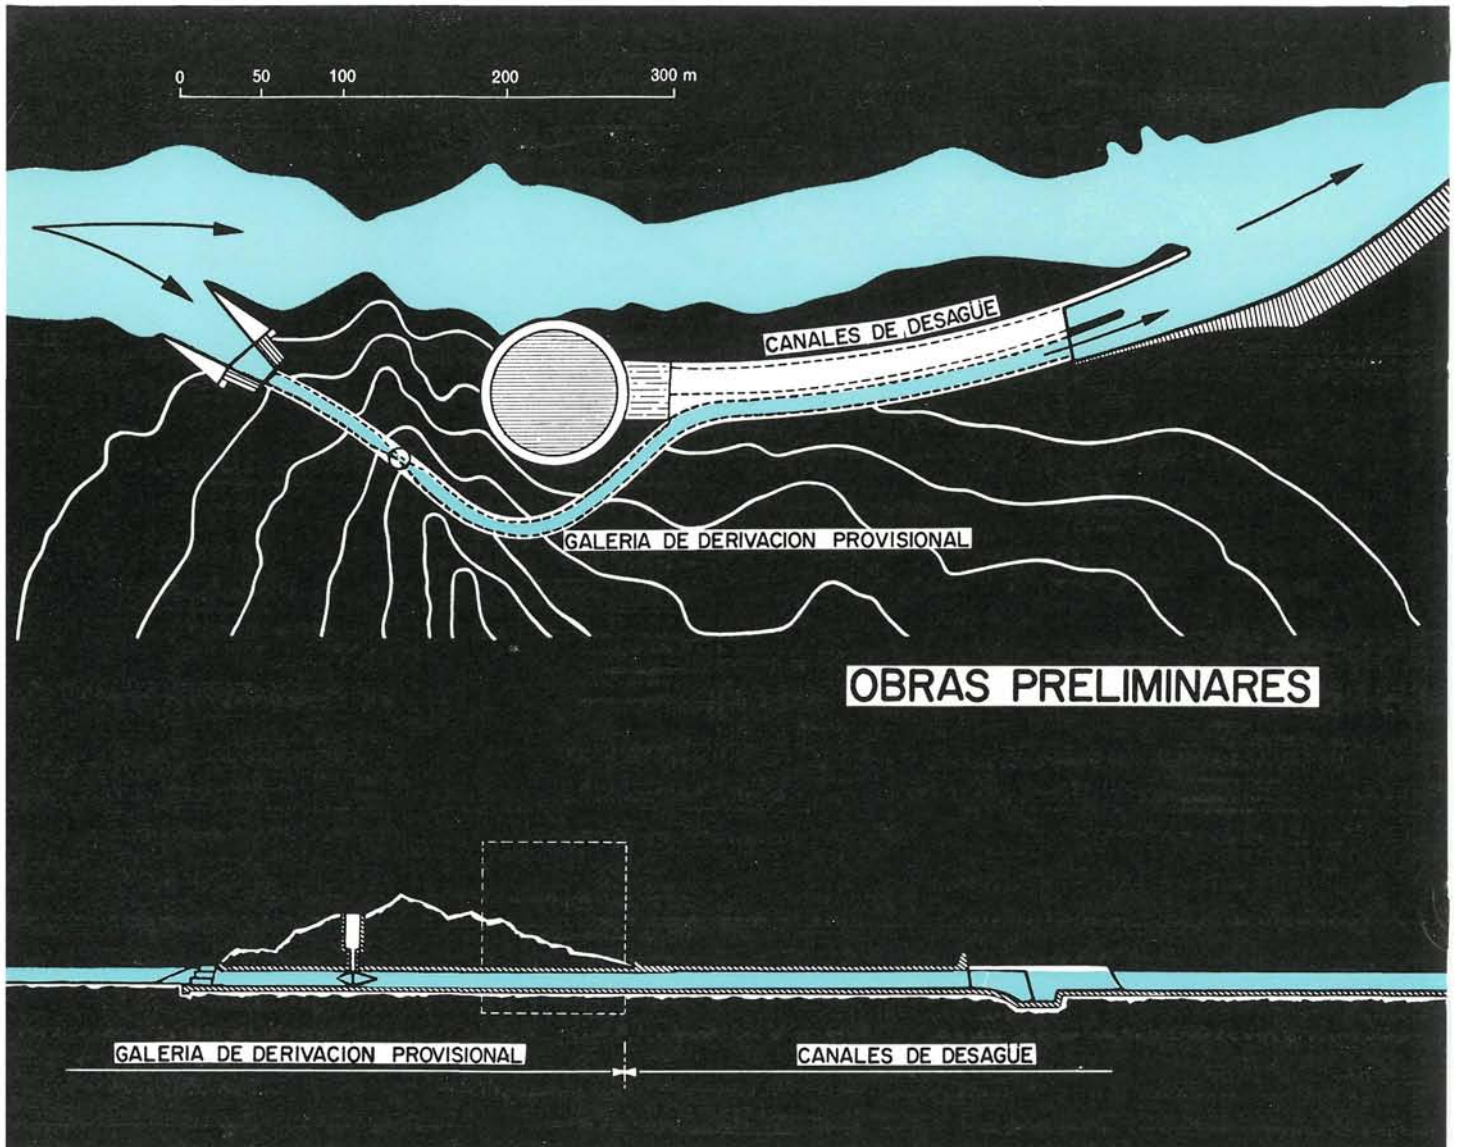 0 50 100 200 300 m
CANALES DE DESAGÜE
GALERIA DE DERIVACION PROVISIONAL
OBRAS PRELIMINARES
GALERIA DE DERIVACION PROVISIONAL
CANALES DE DESAGÜE